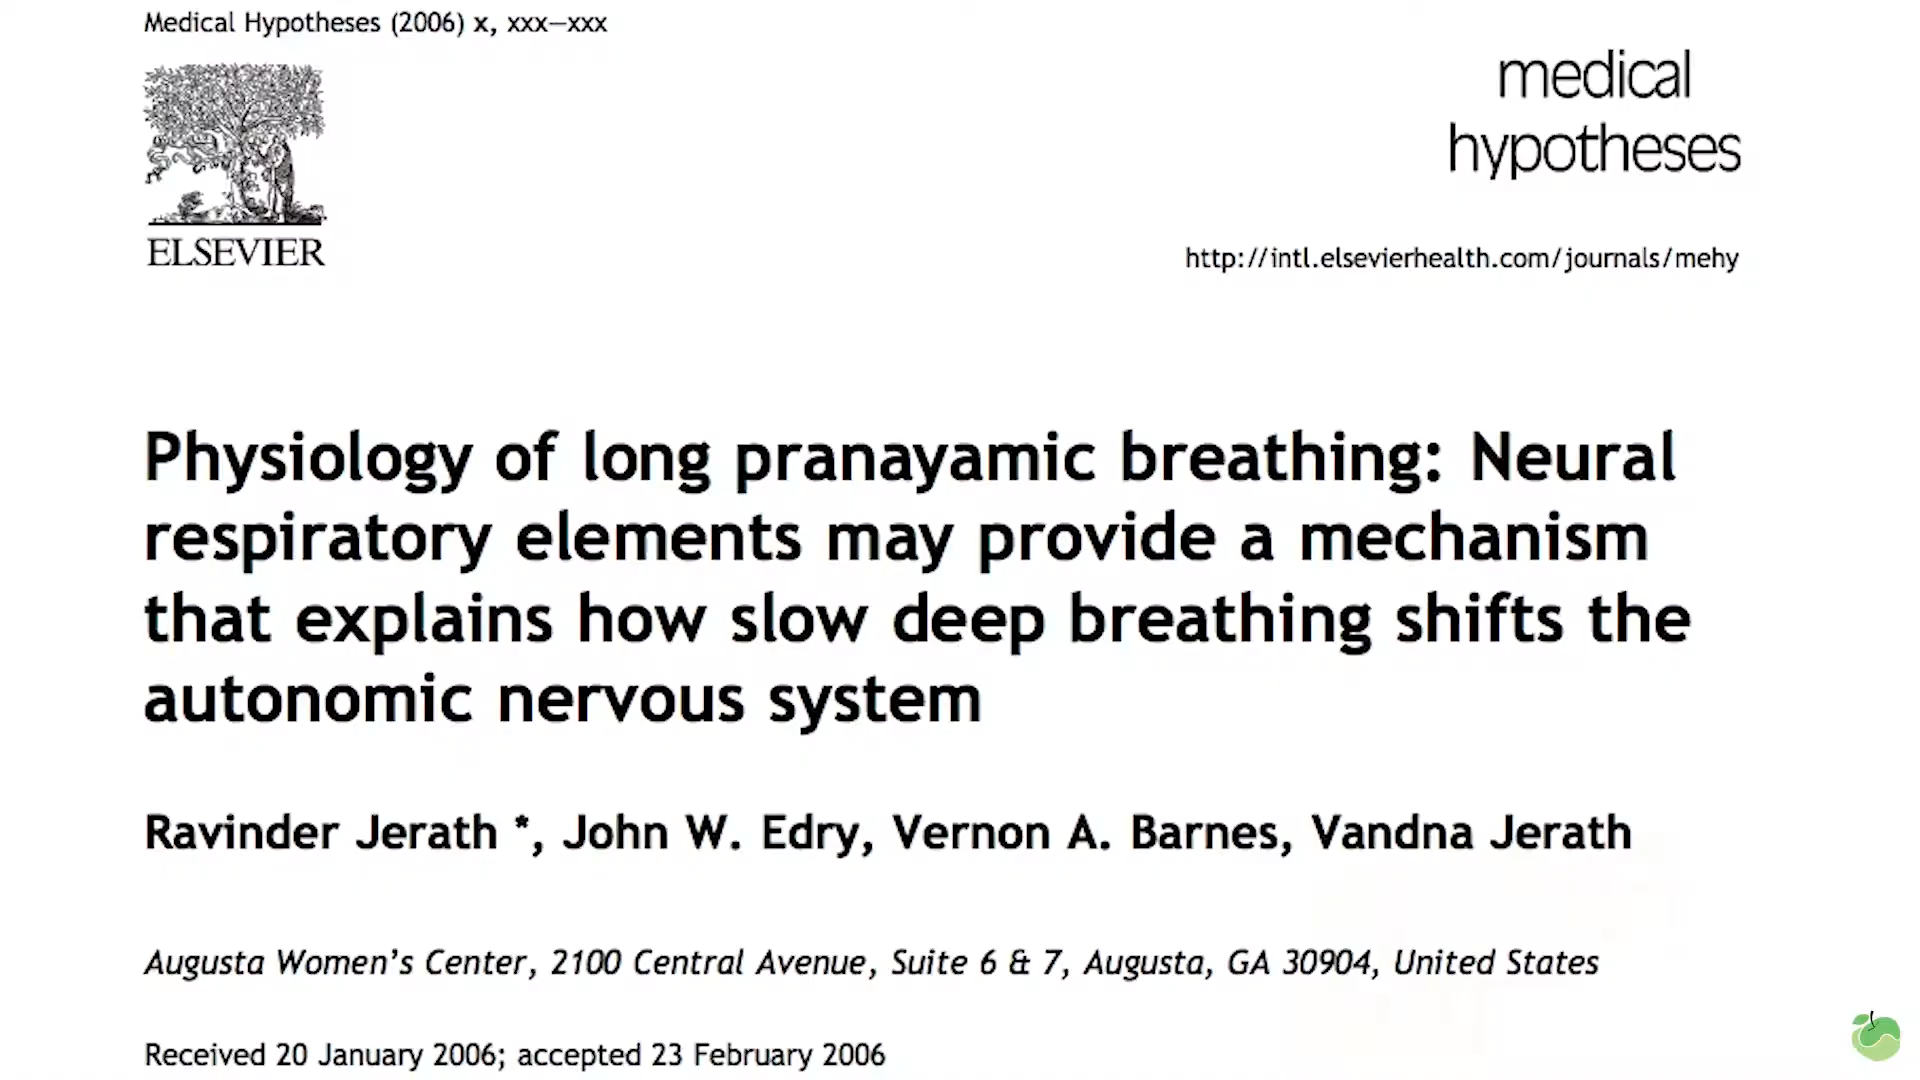 Medical Hypotheses (2006) x, xxx–xxx
ELSEVIER
medical
hypotheses
http://intl.elsevierhealth.com/journals/mehy
Physiology of long pranayamic breathing: Neural
respiratory elements may provide a mechanism
that explains how slow deep breathing shifts the
autonomic nervous system
Ravinder Jerath *, John W. Edry, Vernon A. Barnes, Vandna Jerath
Augusta Women’s Center, 2100 Central Avenue, Suite 6 & 7, Augusta, GA 30904, United States
Received 20 January 2006; accepted 23 February 2006